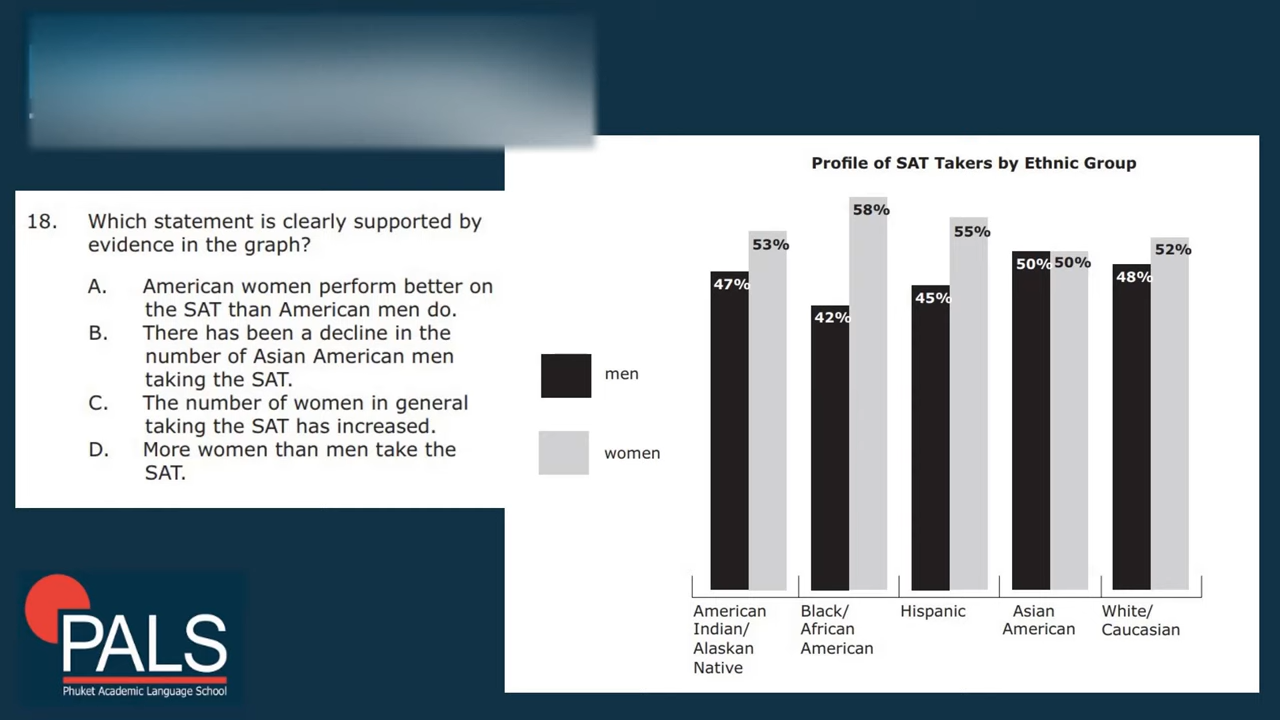 18. Which statement is clearly supported by
evidence in the graph?
A. American women perform better on
the SAT than American men do.
B. There has been a decline in the
number of Asian American men
taking the SAT.
C. The number of women in general
taking the SAT has increased.
D. More women than men take the
SAT.
PALS
Phuket Academic Language School
Profile of SAT Takers by Ethnic Group
men
women
47%
53%
42%
58%
45%
55%
50%
50%
48%
52%
American
Indian/
Alaskan
Native
Black/
African
American
Hispanic
Asian
American
White/
Caucasian